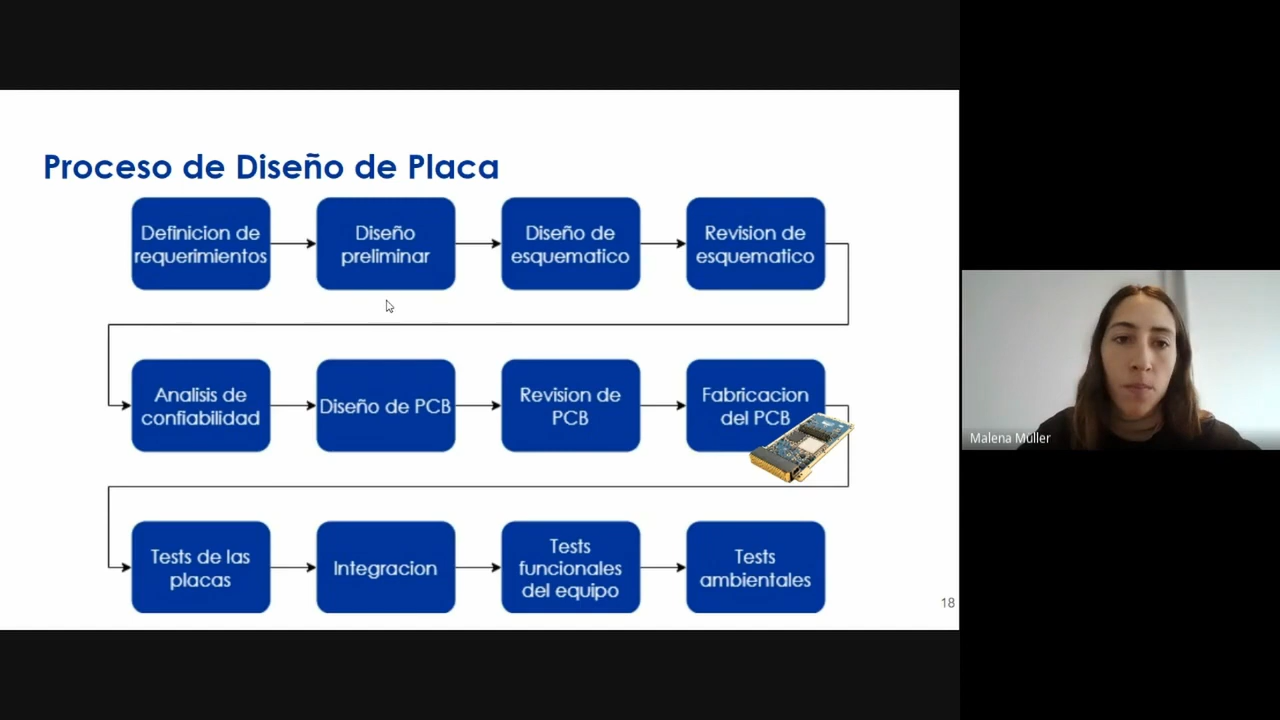 Proceso de Diseño de Placa
Definicion de
requerimientos
Diseño
preliminar
Diseño de
esquematico
Revision de
esquematico
Analisis de
confiabilidad
Diseño de PCB
Revision de
PCB
Fabricacion
del PCB
Tests de las
placas
Integracion
Tests
funcionales
del equipo
Tests
ambientales
18
Malena Müller